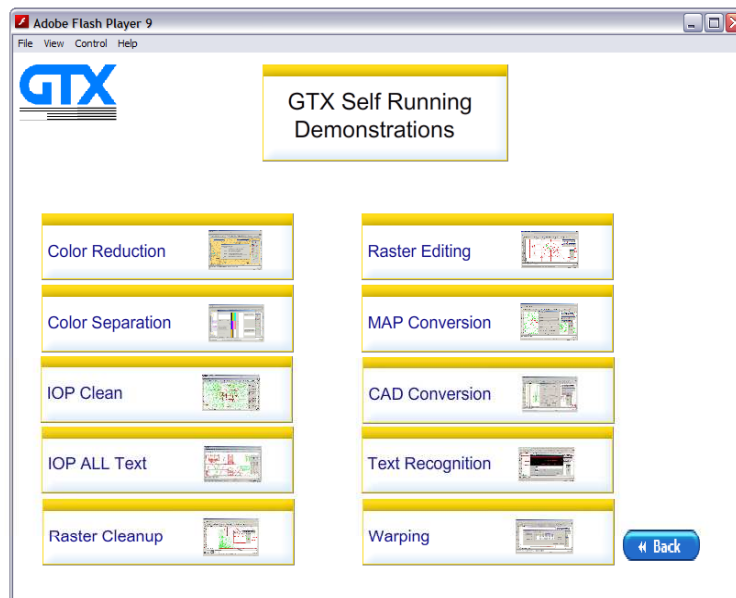 Adobe Flash Player 9
File View Control Help
GTX
GTX Self Running
Demonstrations
Color Reduction
Raster Editing
Color Separation
MAP Conversion
IOP Clean
CAD Conversion
IOP ALL Text
Text Recognition
Raster Cleanup
Warping
Back